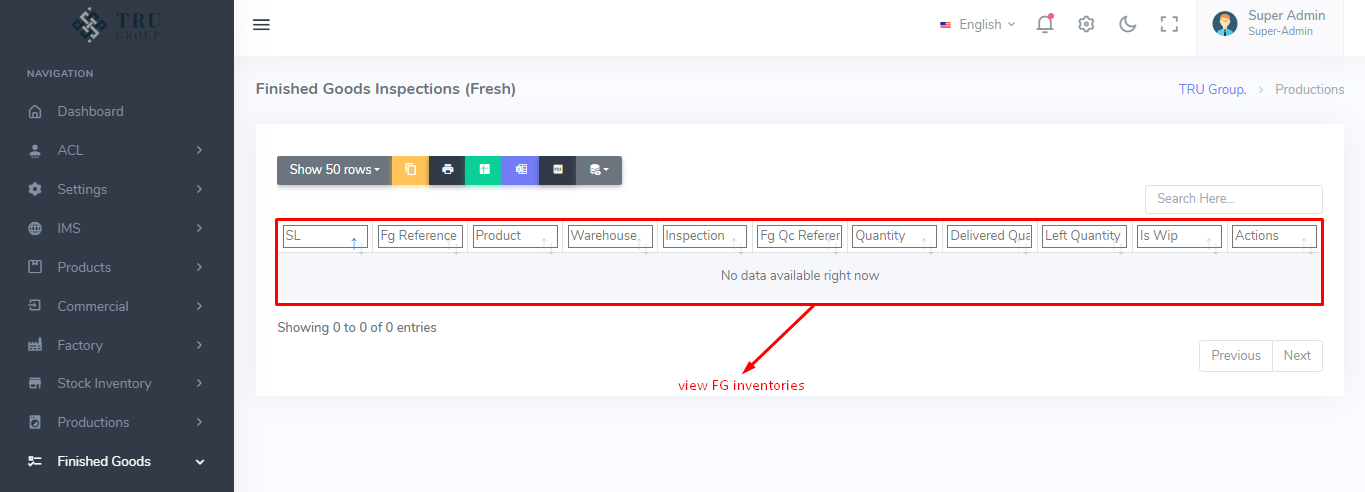 TRU
GROUP
English
Super Admin
Super-Admin
NAVIGATION
Dashboard
ACL
Settings
IMS
Products
Commercial
Factory
Stock Inventory
Productions
Finished Goods
Finished Goods Inspections (Fresh)
TRU Group. > Productions
Show 50 rows
Search Here...
SL Fg Reference Product Warehouse Inspection Fg Qc Referer Quantity Delivered Qua Left Quantity Is Wip Actions
No data available right now
Showing 0 to 0 of 0 entries
Previous Next
view FG inventories